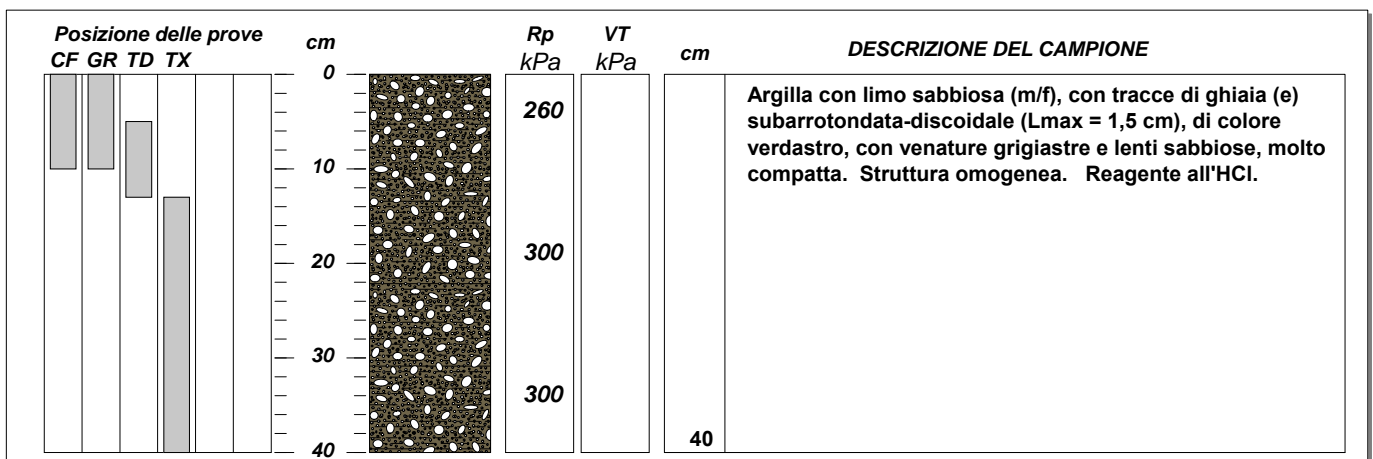 Posizione delle prove
CF GR TD TX
cm
Rp
kPa
VT
kPa
cm
DESCRIZIONE DEL CAMPIONE
0
10
20
30
40
260
300
300
40
Argilla con limo sabbiosa (m/f), con tracce di ghiaia (e)
subarrotondata-discoidale (Lmax = 1,5 cm), di colore
verdastro, con venature grigiastre e lenti sabbiose, molto
compatta. Struttura omogenea. Reagente all'HCl.